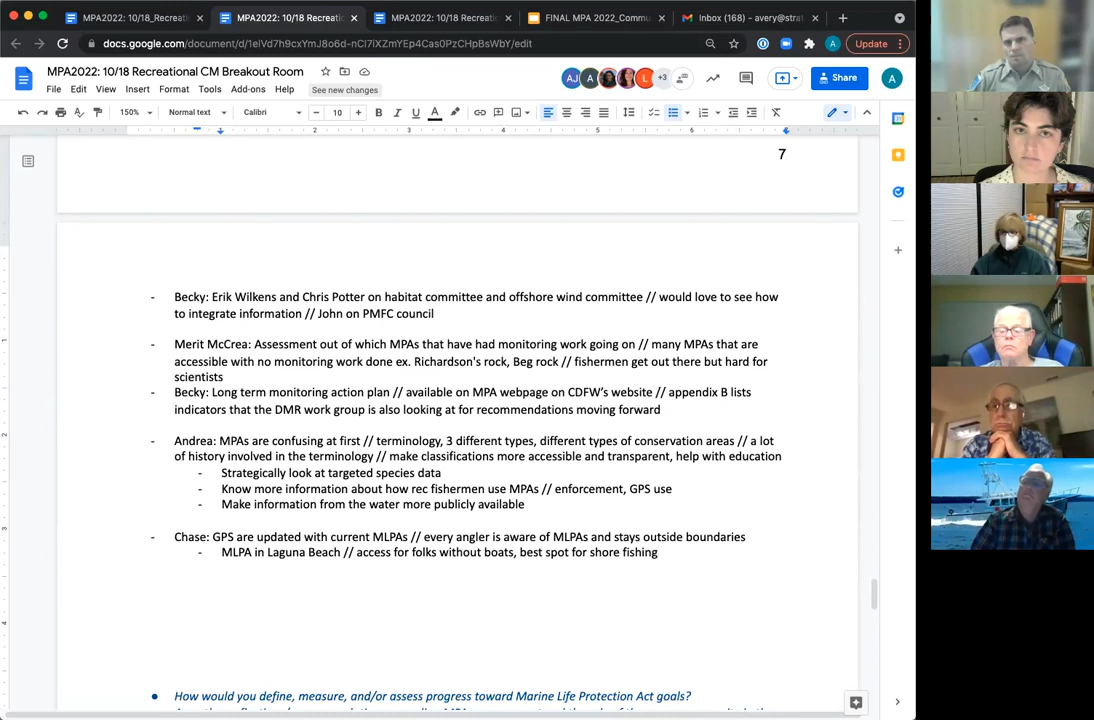 MPA2022: 10/18_Recreati
MPA2022: 10/18 Recreatio
MPA2022: 10/18 Recreatio
FINAL MPA 2022_Commu
Inbox (168) - avery@strat
docs.google.com/document/d/1eiVd7h9cxYmJ8o6d-nCl7iXZmYEp4Cas0PzCHpBsWbY/edit
A
Update
MPA2022: 10/18 Recreational CM Breakout Room
AJ
A
L
+3
Share
A
File Edit View Insert Format Tools Add-ons Help
See new changes
150%
Normal text
Calibri
10
B I U A
2 3 4 5 6
7
- Becky: Erik Wilkens and Chris Potter on habitat committee and offshore wind committee // would love to see how
to integrate information // John on PMFC council
- Merit McCrea: Assessment out of which MPAs that have had monitoring work going on // many MPAs that are
accessible with no monitoring work done ex. Richardson's rock, Beg rock // fishermen get out there but hard for
scientists
- Becky: Long term monitoring action plan // available on MPA webpage on CDFW's website // appendix B lists
indicators that the DMR work group is also looking at for recommendations moving forward
- Andrea: MPAs are confusing at first // terminology, 3 different types, different types of conservation areas // a lot
of history involved in the terminology // make classifications more accessible and transparent, help with education
- Strategically look at targeted species data
- Know more information about how rec fishermen use MPAs // enforcement, GPS use
- Make information from the water more publicly available
- Chase: GPS are updated with current MLPAs // every angler is aware of MLPAs and stays outside boundaries
- MLPA in Laguna Beach // access for folks without boats, best spot for shore fishing
● How would you define, measure, and/or assess progress toward Marine Life Protection Act goals?